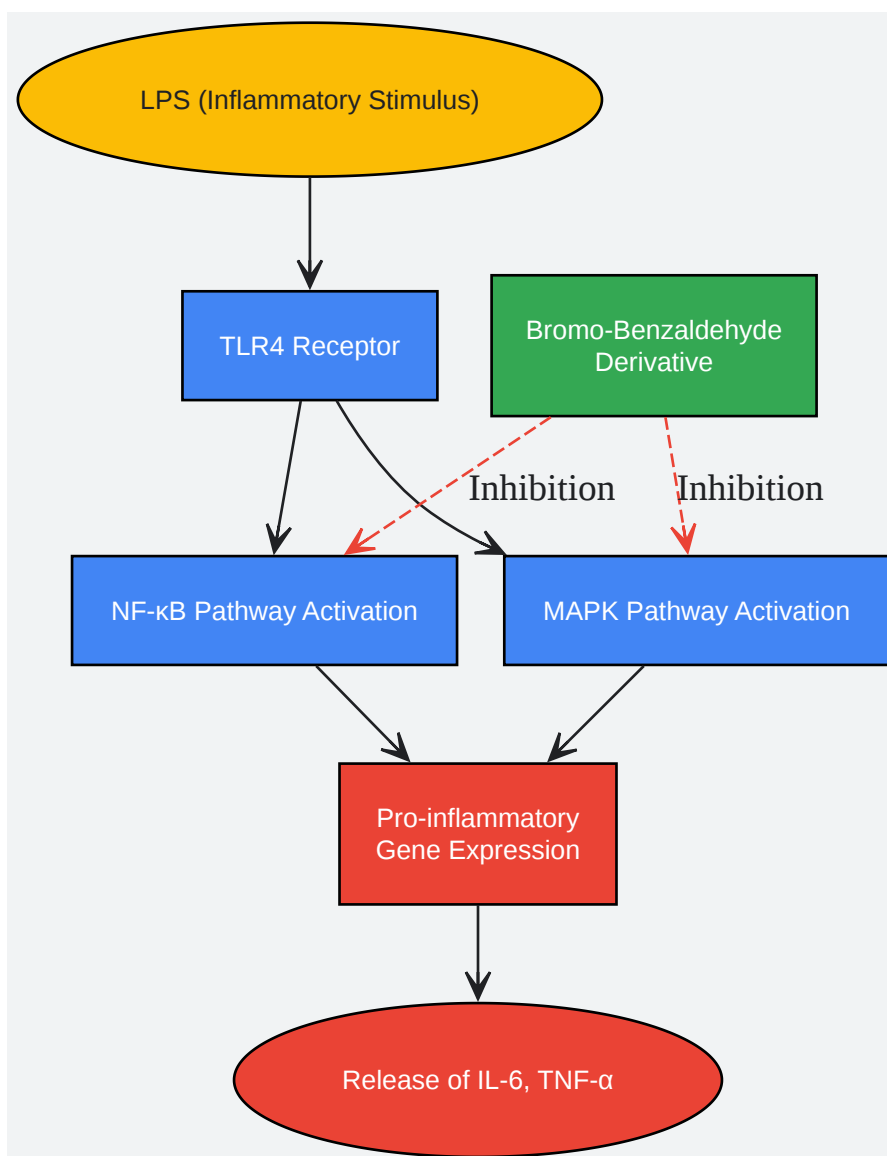 LPS (Inflammatory Stimulus)
TLR4 Receptor
Bromo-Benzaldehyde
Derivative
Inhibition
Inhibition
NF-κB Pathway Activation
MAPK Pathway Activation
Pro-inflammatory
Gene Expression
Release of IL-6, TNF-α